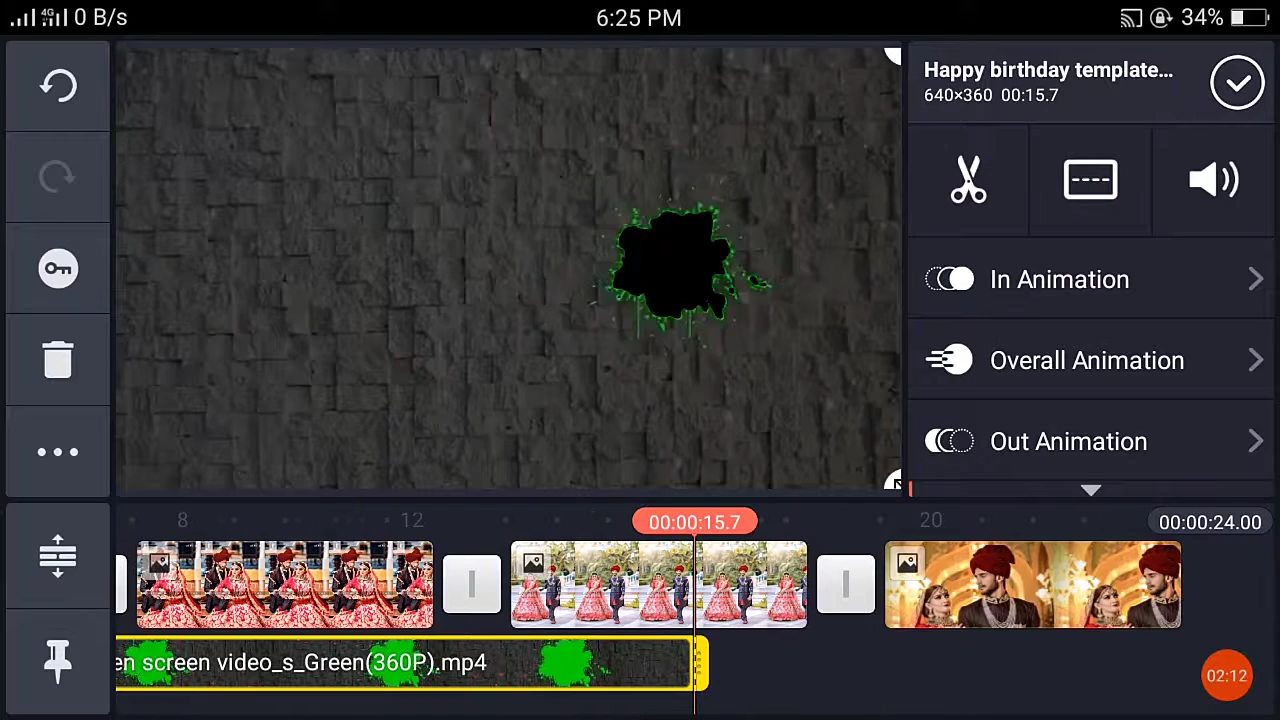 4G 0 B/s
6:25 PM
34%
Happy birthday template...
640×360 00:15.7
In Animation
Overall Animation
Out Animation
8
12
00:00:15.7
20
00:00:24.00
en screen video_s_Green(360P).mp4
02:12